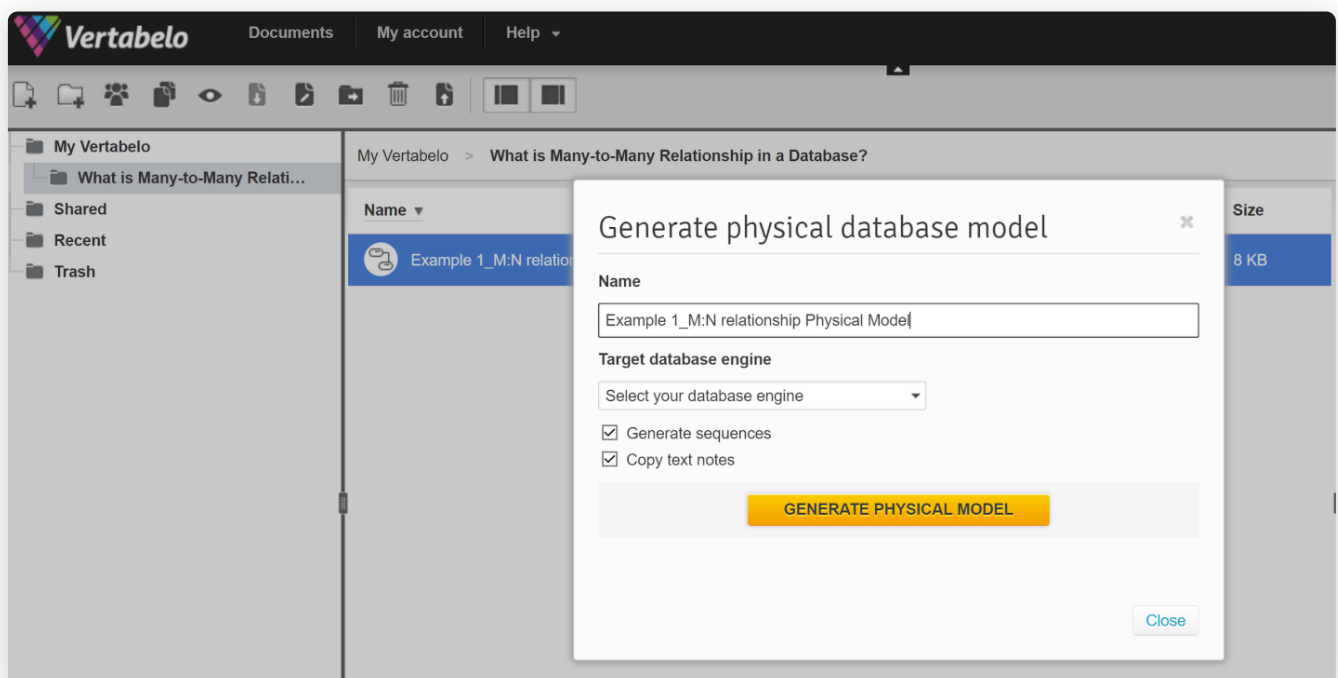 Vertabelo Documents My account Help
My Vertabelo
What is Many-to-Many Relati...
Shared
Recent
Trash
My Vertabelo > What is Many-to-Many Relationship in a Database?
Name Size
Example 1_M:N relation 8 KB
Generate physical database model
Name
Example 1_M:N relationship Physical Model
Target database engine
Select your database engine
Generate sequences
Copy text notes
GENERATE PHYSICAL MODEL
Close